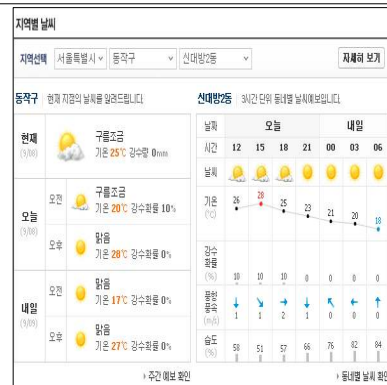 지역별 날씨
지역선택 서울특별시 동작구 신대방2동 자세히 보기
동작구 현재 지점의 날씨를 알려드립니다.
현재 (9/08) 구름조금
기온 25℃ 강수량 0mm
오늘 (9/08)
오전 구름조금
기온 20℃ 강수확률 10%
오후 맑음
기온 28℃ 강수확률 0%
내일 (9/09)
오전 맑음
기온 17℃ 강수확률 0%
오후 맑음
기온 27℃ 강수확률 0%
주간 예보 확인
신대방2동 3시간 단위 동네별 날씨예보입니다.
날짜 오늘 내일
시간 12 15 18 21 00 03 06
날씨
기온 (℃) 26 28 25 23 21 20 18
강수확률 (%) 10 10 10 0 0 0 0
풍향 풍속 (m/s) 1 1 2 1 0 0 0
습도 (%) 58 51 57 66 76 82 84
동네별 날씨 확인